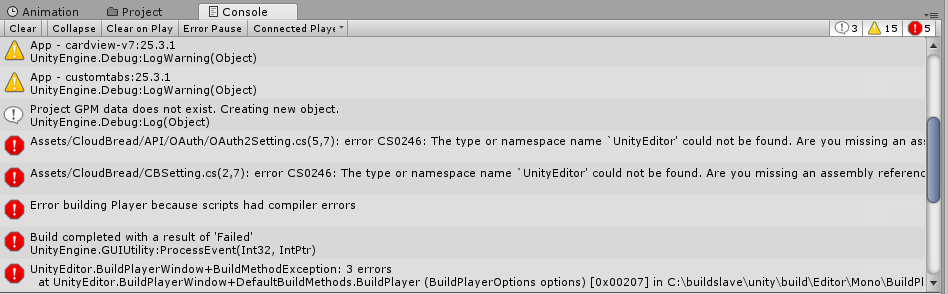 Animation Project Console
Clear Collapse Clear on Play Error Pause Connected Playe 3 15 5
App - cardview-v7:25.3.1
UnityEngine.Debug:LogWarning(Object)
App - customtabs:25.3.1
UnityEngine.Debug:LogWarning(Object)
Project GPM data does not exist. Creating new object.
UnityEngine.Debug:Log(Object)
Assets/CloudBread/API/OAuth/OAuth2Setting.cs(5,7): error CS0246: The type or namespace name `UnityEditor' could not be found. Are you missing an as
Assets/CloudBread/CBSetting.cs(2,7): error CS0246: The type or namespace name `UnityEditor' could not be found. Are you missing an assembly referenc
Error building Player because scripts had compiler errors
Build completed with a result of 'Failed'
UnityEngine.GUIUtility:ProcessEvent(Int32, IntPtr)
UnityEditor.BuildPlayerWindow+BuildMethodException: 3 errors
at UnityEditor.BuildPlayerWindow+DefaultBuildMethods.BuildPlayer (BuildPlayerOptions options) [0x00207] in C:\buildslave\unity\build\Editor\Mono\BuildPl